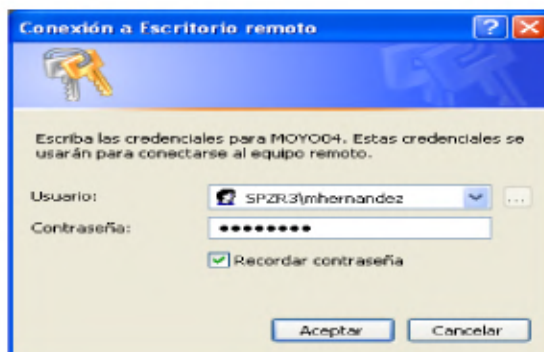 Conexión a Escritorio remoto
Escriba las credenciales para MOYO04. Estas credenciales se
usarán para conectarse al equipo remoto.
Usuario: SPZR3\mhernandez ...
Contraseña: ••••••••
Recordar contraseña
Aceptar Cancelar